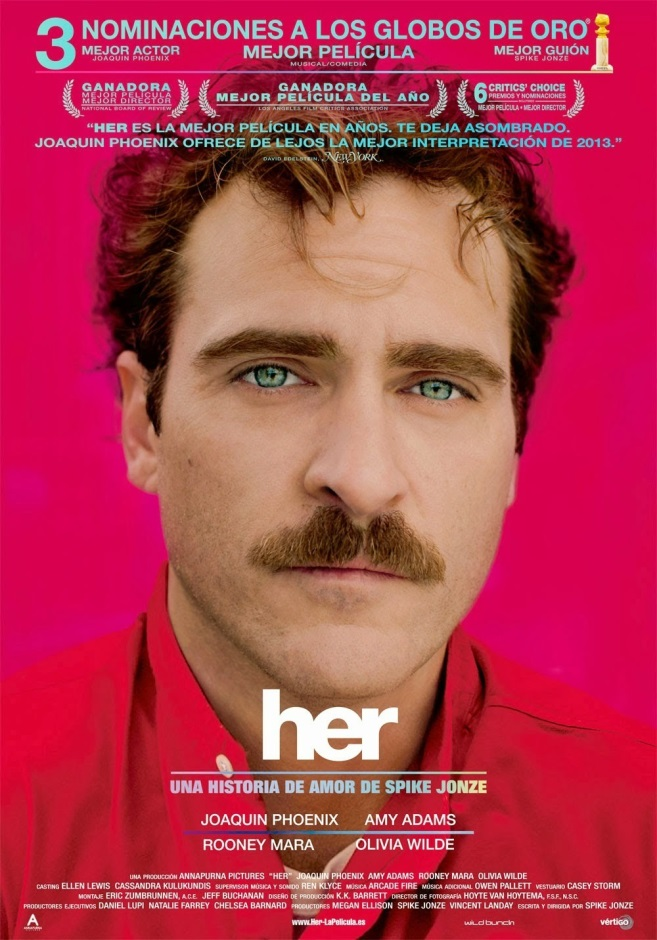 3 NOMINACIONES A LOS GLOBOS DE ORO®
MEJOR ACTOR
JOAQUIN PHOENIX
MEJOR PELÍCULA
MUSICAL/COMEDIA
MEJOR GUIÓN
SPIKE JONZE
GANADORA
MEJOR PELÍCULA
MEJOR DIRECTOR
NATIONAL BOARD OF REVIEW
GANADORA
MEJOR PELÍCULA DEL AÑO
LOS ANGELES FILM CRITICS ASSOCIATION
6 CRITICS' CHOICE
PREMIOS Y NOMINACIONES
MEJOR PELÍCULA • MEJOR DIRECTOR
“HER ES LA MEJOR PELÍCULA EN AÑOS. TE DEJA ASOMBRADO.
JOAQUIN PHOENIX OFRECE DE LEJOS LA MEJOR INTERPRETACIÓN DE 2013.”
DAVID EDELSTEIN, NEW YORK
her
UNA HISTORIA DE AMOR DE SPIKE JONZE
JOAQUIN PHOENIX AMY ADAMS
ROONEY MARA OLIVIA WILDE
UNA PRODUCCIÓN ANNAPURNA PICTURES "HER" JOAQUIN PHOENIX AMY ADAMS ROONEY MARA OLIVIA WILDE
CASTING ELLEN LEWIS CASSANDRA KULUKUNDIS SUPERVISOR MÚSICA Y SONIDO REN KLYCE MÚSICA ARCADE FIRE MÚSICA ADICIONAL OWEN PALLETT VESTUARIO CASEY STORM
MONTAJE ERIC ZUMBRUNNEN, A.C.E. JEFF BUCHANAN DISEÑO DE PRODUCCIÓN K.K. BARRETT DIRECTOR DE FOTOGRAFÍA HOYTE VAN HOYTEMA, F.S.F., N.S.C.
PRODUCTORES EJECUTIVOS DANIEL LUPI NATALIE FARREY CHELSEA BARNARD PRODUCTORES MEGAN ELLISON SPIKE JONZE VINCENT LANDAY ESCRITA Y DIRIGIDA POR SPIKE JONZE
www.Her-LaPelicula.es
wild bunch
vértigo